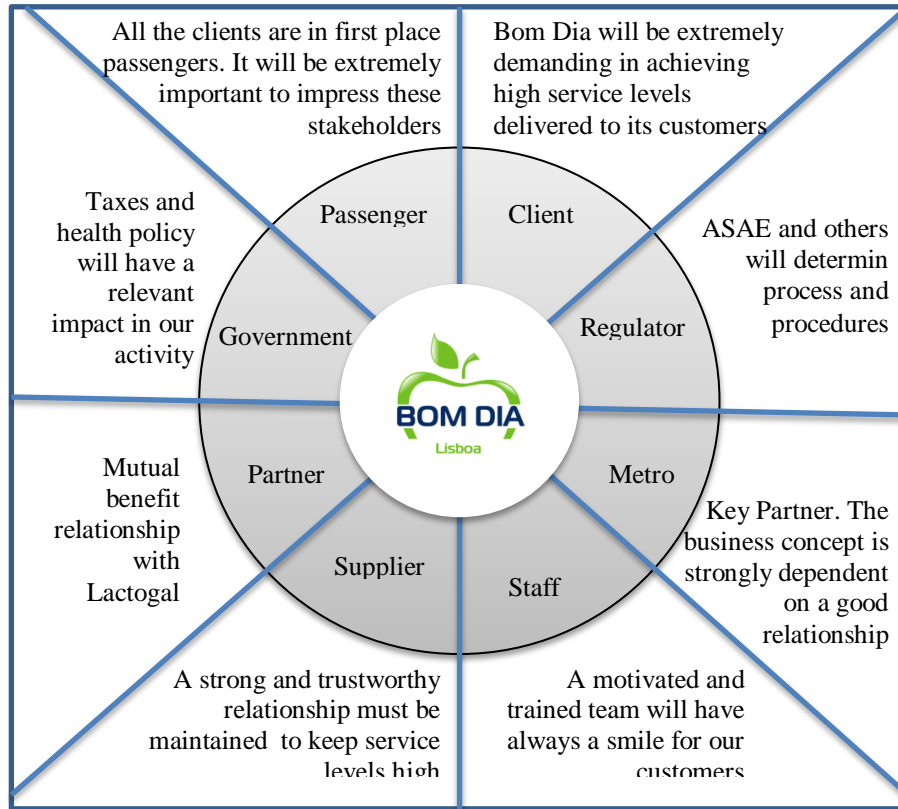 All the clients are in first place
passengers. It will be extremely
important to impress these
stakeholders
Bom Dia will be extremely
demanding in achieving
high service levels
delivered to its customers
Passenger
Client
Taxes and
health policy
will have a
relevant
impact in our
activity
Government
Regulator
ASAE and others
will determin
process and
procedures
BOM DIA
Lisboa
Mutual
benefit
relationship
with
Lactogal
Partner
Metro
Key Partner. The
business concept is
strongly dependent
on a good
relationship
Supplier
Staff
A strong and trustworthy
relationship must be
maintained to keep service
levels high
A motivated and
trained team will have
always a smile for our
customers